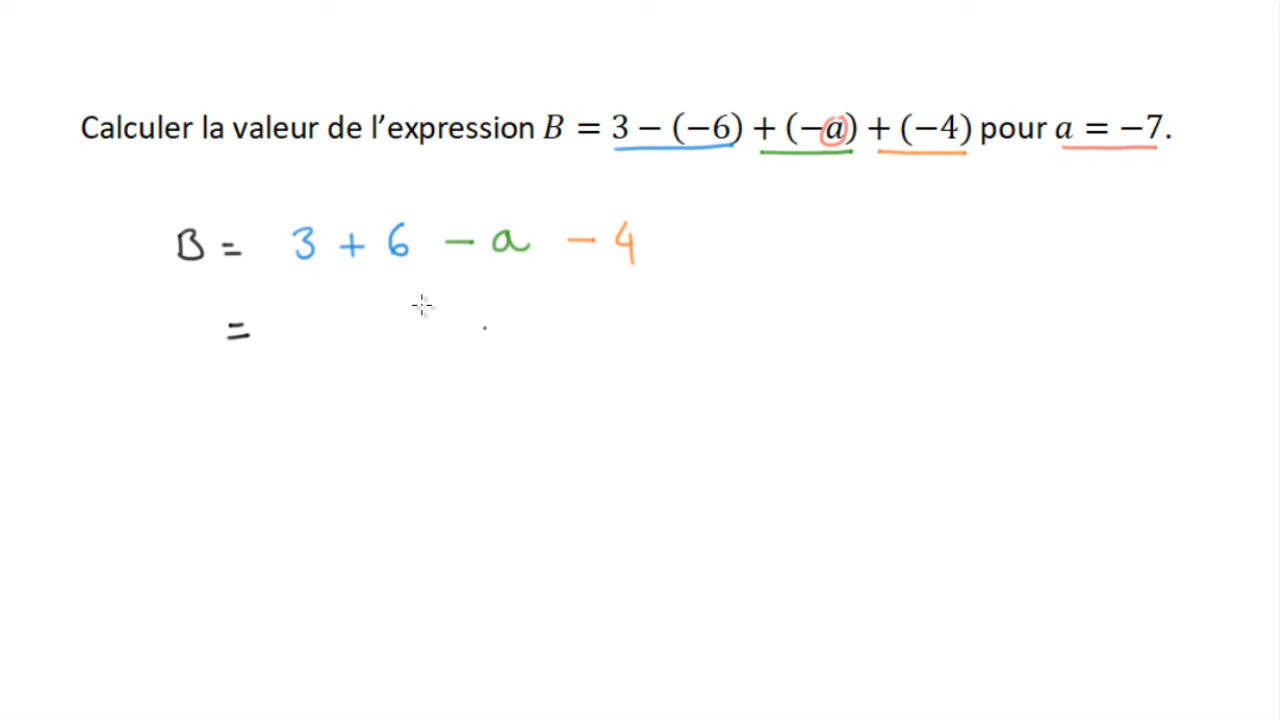 Calculer la valeur de l’expression B = 3 − (−6) + (−a) + (−4) pour a = −7.
B = 3 + 6 − a − 4
=